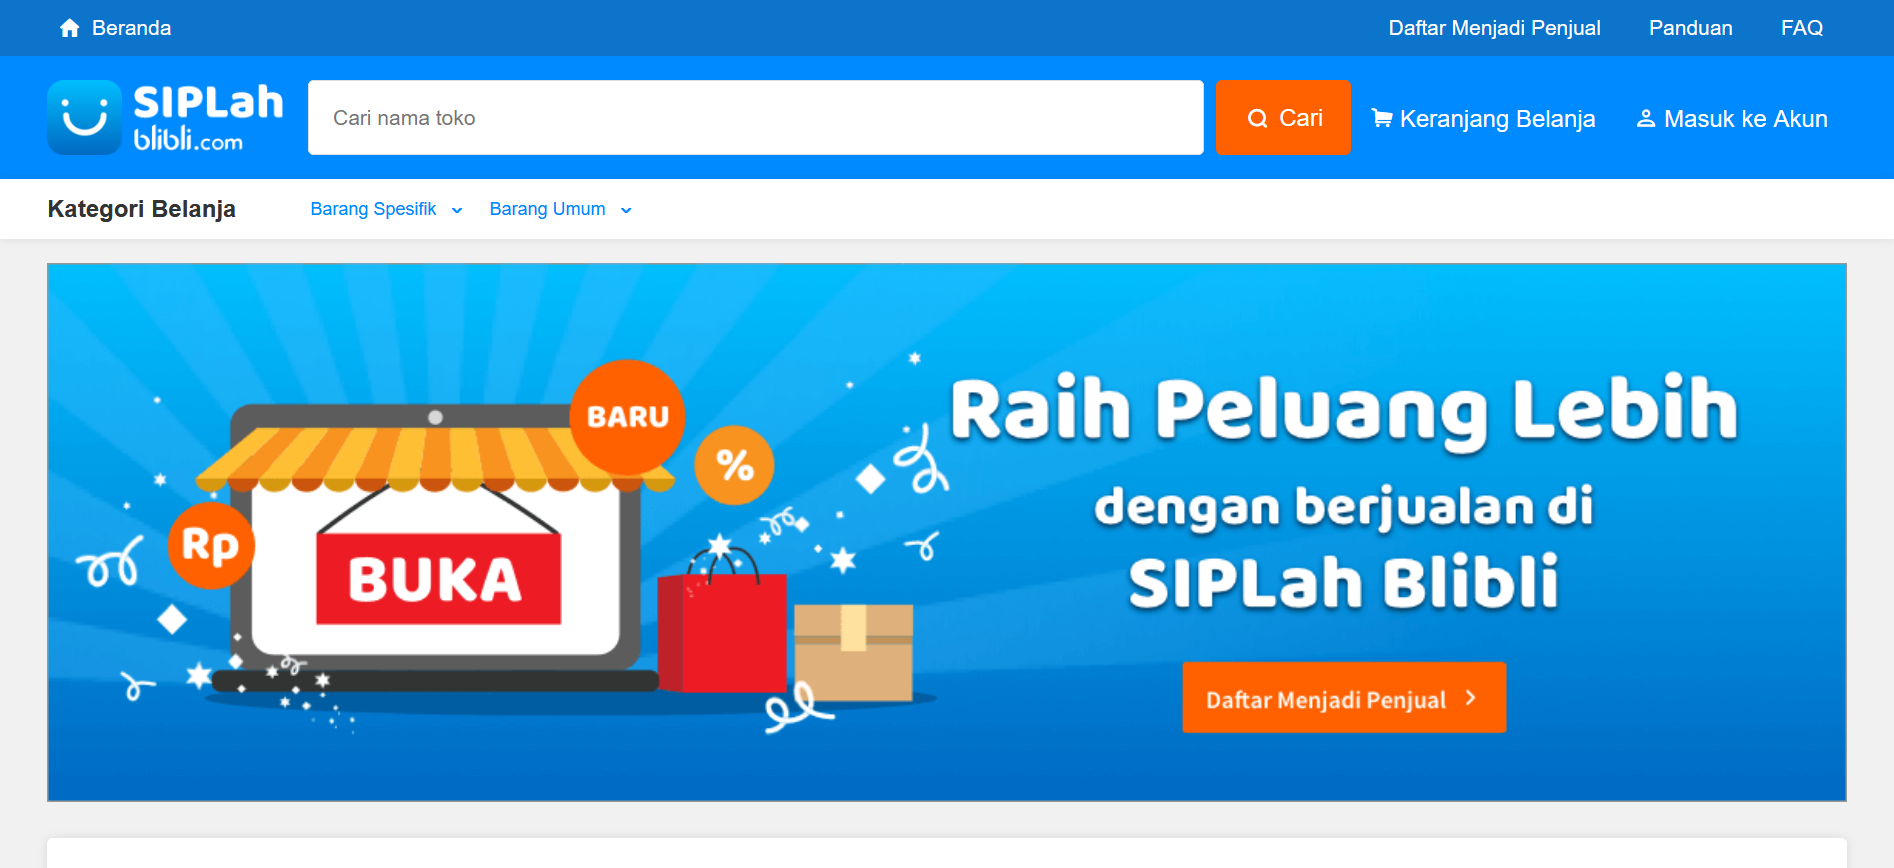 Beranda
Daftar Menjadi Penjual
Panduan
FAQ
SIPLah
blibli.com
Cari nama toko
Cari
Keranjang Belanja
Masuk ke Akun
Kategori Belanja
Barang Spesifik
Barang Umum
BARU
%
Rp
BUKA
Raih Peluang Lebih
dengan berjualan di
SIPLah Blibli
Daftar Menjadi Penjual